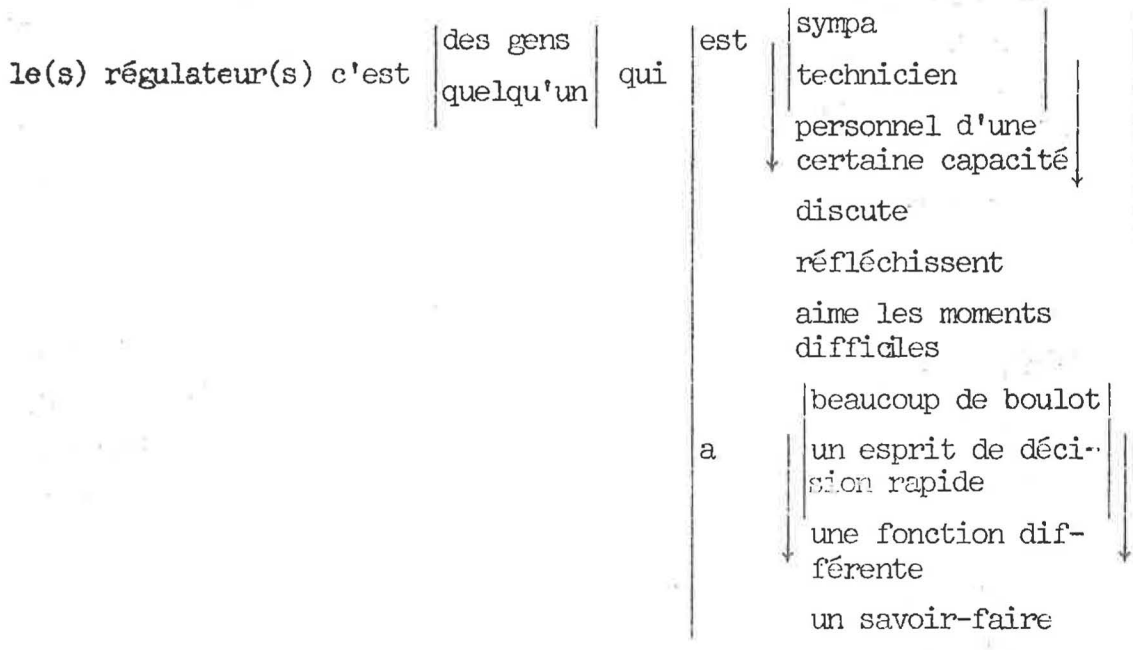 sympa
des gens
est
le(s) régulateur(s) c'est
qui
quelqu'un
technicien
personnel d'une
certaine capacité
discute
réfléchissent
aime les moments
difficiles
beaucoup de boulot
a
un esprit de déci-
sion rapide
une fonction dif-
férente
un savoir-faire